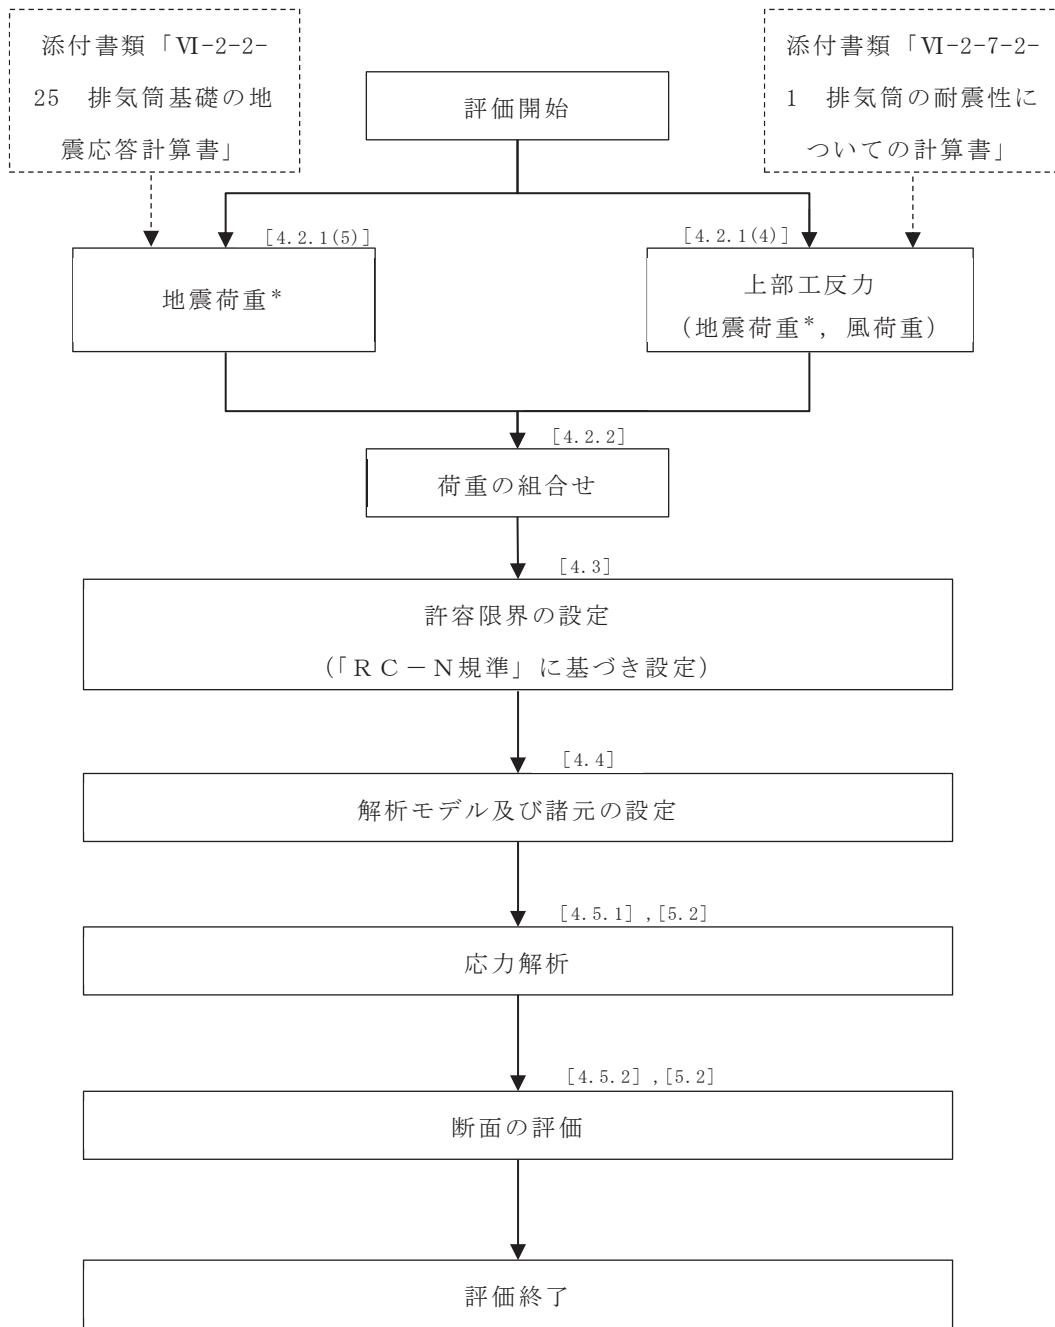 添付書類「Ⅵ-2-2-
25　排気筒基礎の地
震応答計算書」
添付書類「Ⅵ-2-7-2-
1　排気筒の耐震性に
ついての計算書」
評価開始
[4.2.1(5)]
地震荷重*
[4.2.1(4)]
上部工反力
（地震荷重*，風荷重）
[4.2.2]
荷重の組合せ
[4.3]
許容限界の設定
（「ＲＣ－Ｎ規準」に基づき設定）
[4.4]
解析モデル及び諸元の設定
[4.5.1],[5.2]
応力解析
[4.5.2],[5.2]
断面の評価
評価終了